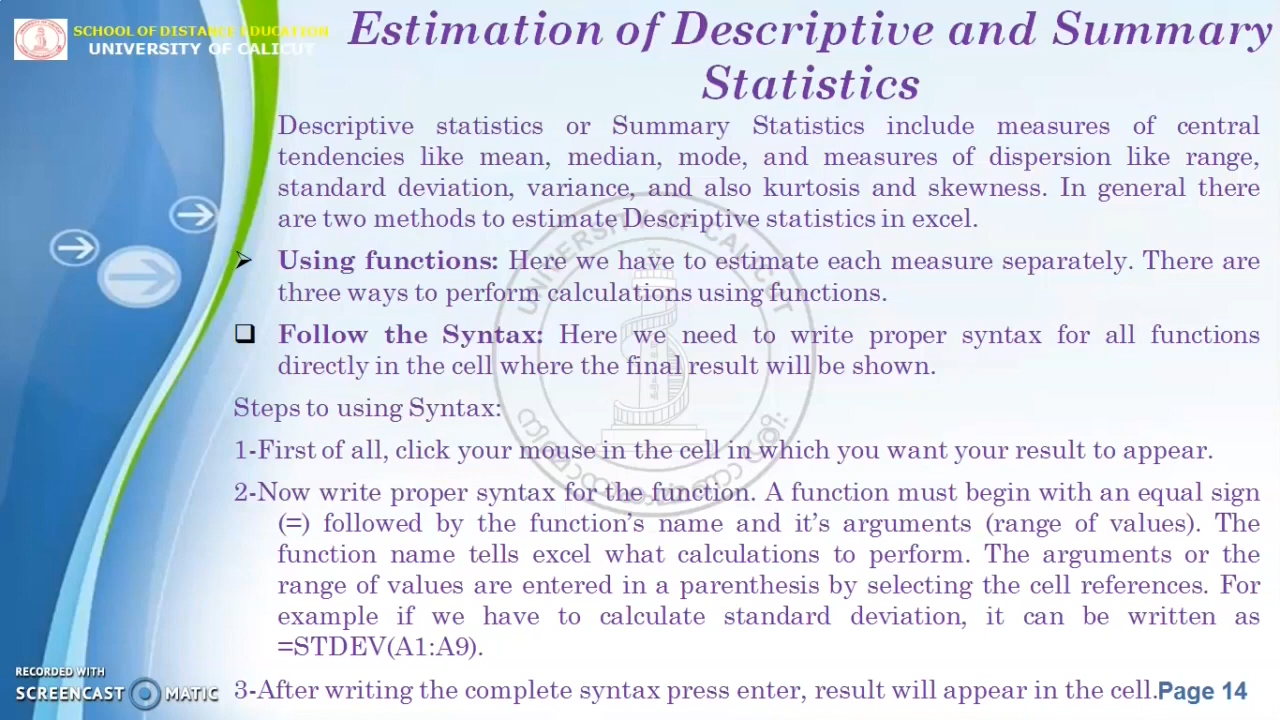 SCHOOL OF DISTANCE EDUCATION
UNIVERSITY OF CALICUT
Estimation of Descriptive and Summary
Statistics
Descriptive statistics or Summary Statistics include measures of central
tendencies like mean, median, mode, and measures of dispersion like range,
standard deviation, variance, and also kurtosis and skewness. In general there
are two methods to estimate Descriptive statistics in excel.
Using functions: Here we have to estimate each measure separately. There are
three ways to perform calculations using functions.
Follow the Syntax: Here we need to write proper syntax for all functions
directly in the cell where the final result will be shown.
Steps to using Syntax:
1-First of all, click your mouse in the cell in which you want your result to appear.
2-Now write proper syntax for the function. A function must begin with an equal sign
(=) followed by the function’s name and it’s arguments (range of values). The
function name tells excel what calculations to perform. The arguments or the
range of values are entered in a parenthesis by selecting the cell references. For
example if we have to calculate standard deviation, it can be written as
=STDEV(A1:A9).
3-After writing the complete syntax press enter, result will appear in the cell.
Page 14
UNIVERSITY OF CALICUT
RECORDED WITH
SCREENCAST MATIC